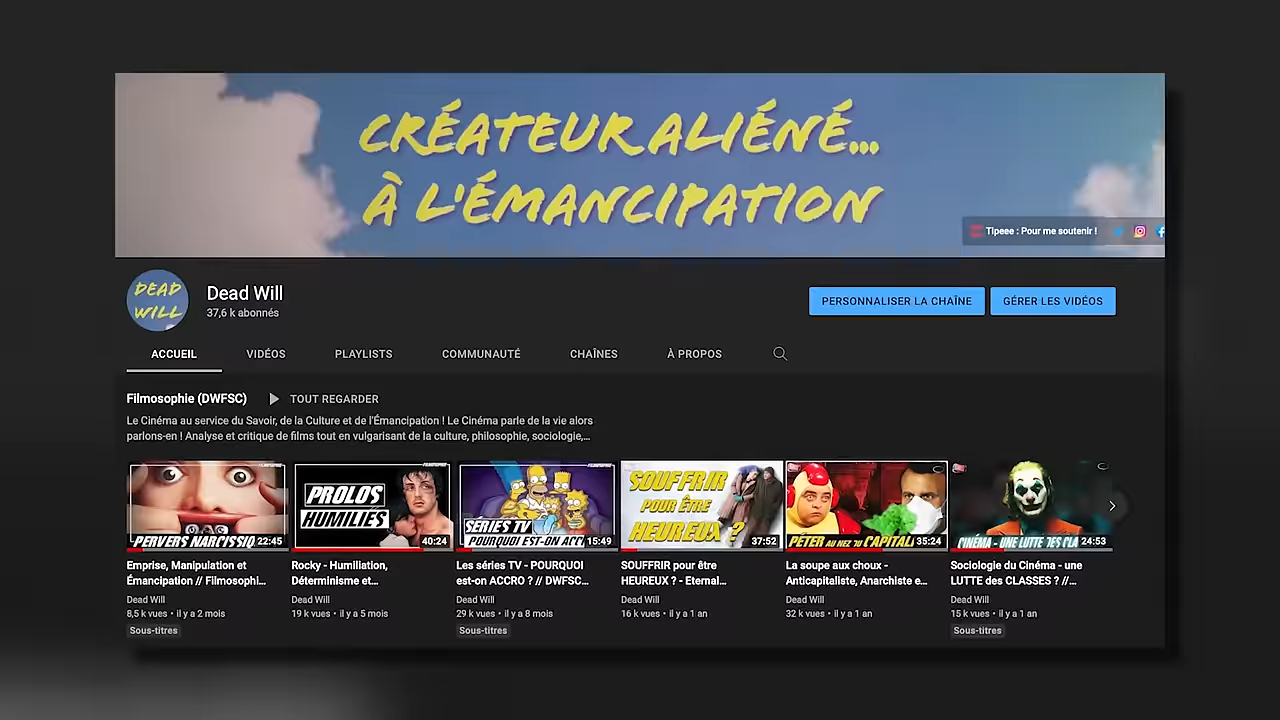 CRÉATEUR ALIÉNÉ...
À L'ÉMANCIPATION
Tipeee : Pour me soutenir !
DEAD
WILL
Dead Will
37,6 k abonnés
PERSONNALISER LA CHAÎNE
GÉRER LES VIDÉOS
ACCUEIL
VIDÉOS
PLAYLISTS
COMMUNAUTÉ
CHAÎNES
À PROPOS
Filmosophie (DWFSC)
TOUT REGARDER
Le Cinéma au service du Savoir, de la Culture et de l'Émancipation ! Le Cinéma parle de la vie alors
parlons-en ! Analyse et critique de films tout en vulgarisant de la culture, philosophie, sociologie,...
PERVERS NARCISSIQ
22:45
PROLOS
HUMILIÉS
40:24
SÉRIES TV
POURQUOI EST-ON ACC
15:49
SOUFFRIR
POUR ÊTRE
HEUREUX ?
37:52
PÉTER AU NEZ DU CAPITAL
35:24
CINÉMA - UNE LUTTE DES CLA
24:53
Emprise, Manipulation et
Émancipation // Filmosophi...
Dead Will
8,5 k vues • il y a 2 mois
Sous-titres
Rocky - Humiliation,
Déterminisme et...
Dead Will
19 k vues • il y a 5 mois
Les séries TV - POURQUOI
est-on ACCRO ? // DWFSC...
Dead Will
29 k vues • il y a 8 mois
Sous-titres
SOUFFRIR pour être
HEUREUX ? - Eternal...
Dead Will
16 k vues • il y a 1 an
La soupe aux choux -
Anticapitaliste, Anarchiste e...
Dead Will
32 k vues • il y a 1 an
Sociologie du Cinéma - une
LUTTE des CLASSES ? //...
Dead Will
15 k vues • il y a 1 an
Sous-titres